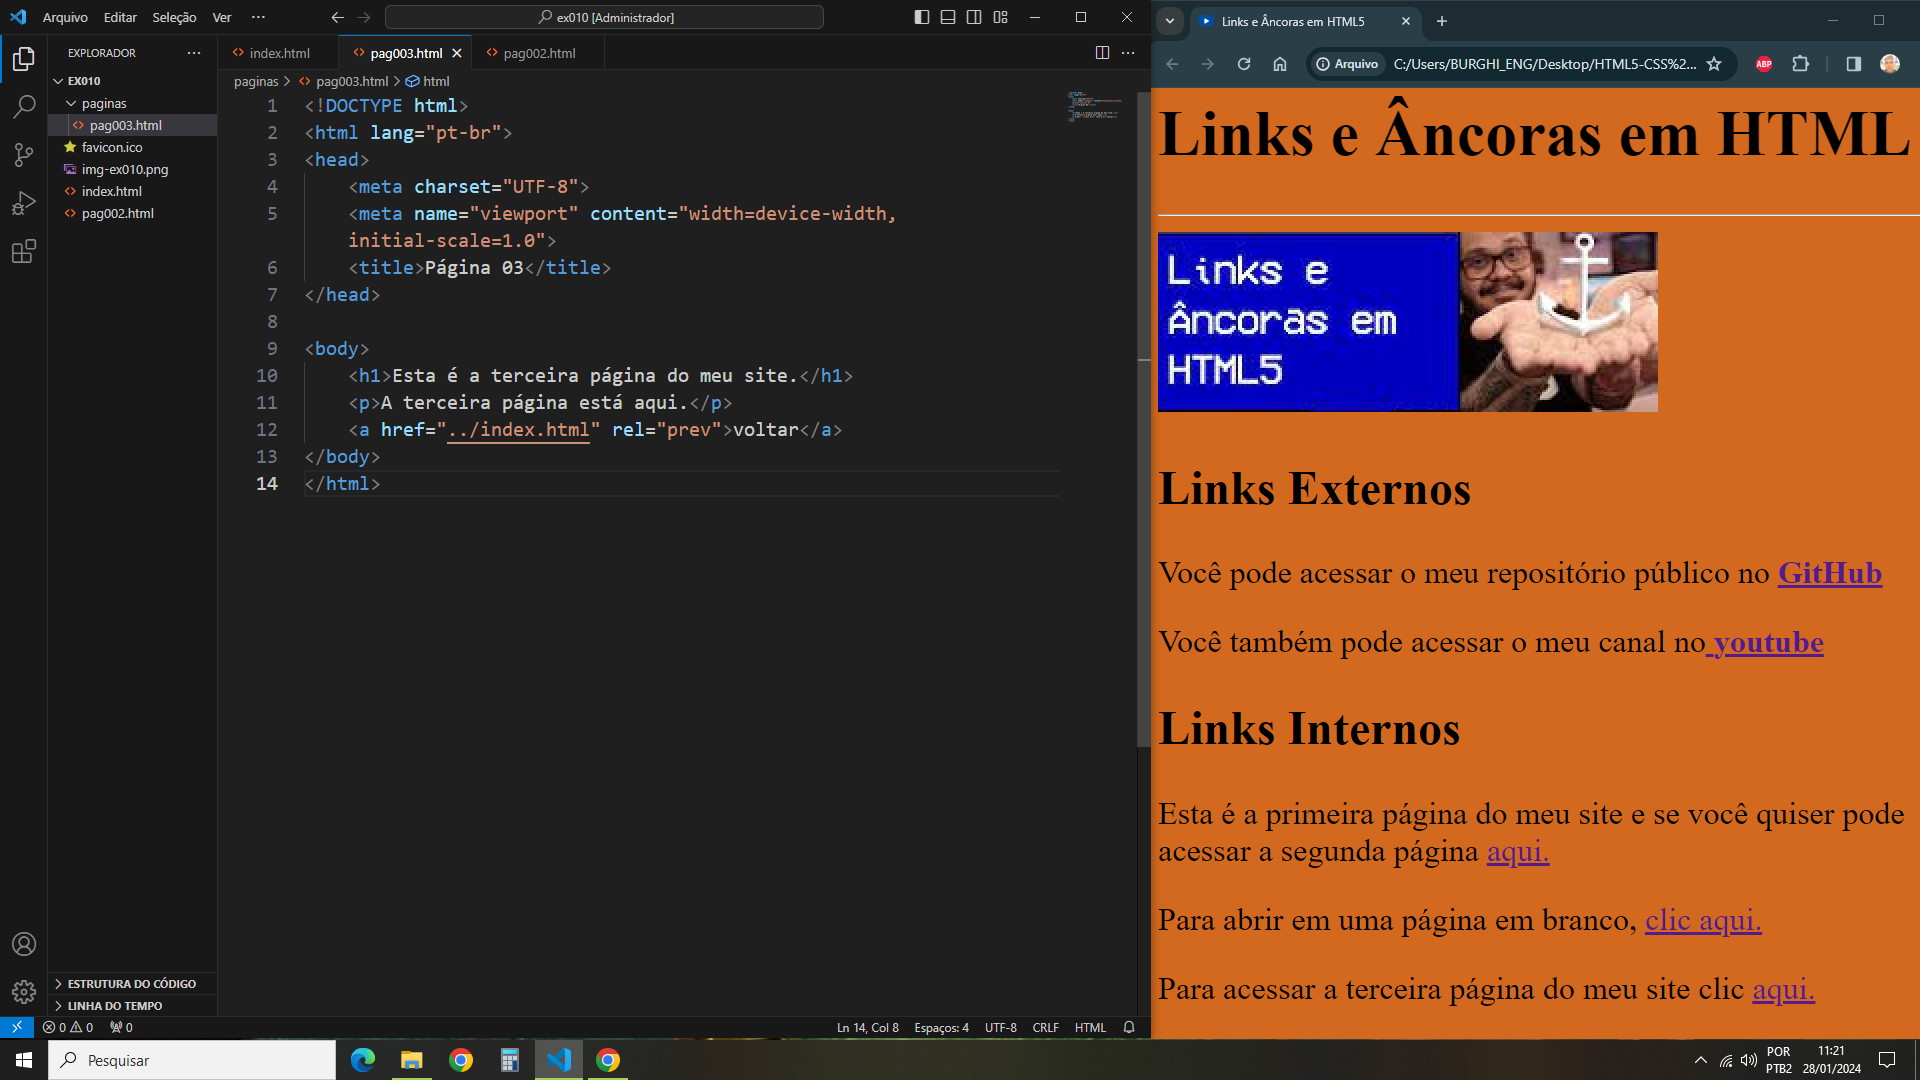 Arquivo Editar Seleção Ver ··· ex010 [Administrador]
EXPLORADOR ···
EX010
paginas
pag003.html
favicon.ico
img-ex010.png
index.html
pag002.html
ESTRUTURA DO CÓDIGO
LINHA DO TEMPO
index.html pag003.html pag002.html
paginas > pag003.html > html
1 <!DOCTYPE html>
2 <html lang="pt-br">
3 <head>
4 <meta charset="UTF-8">
5 <meta name="viewport" content="width=device-width,
initial-scale=1.0">
6 <title>Página 03</title>
7 </head>
8
9 <body>
10 <h1>Esta é a terceira página do meu site.</h1>
11 <p>A terceira página está aqui.</p>
12 <a href="../index.html" rel="prev">voltar</a>
13 </body>
14 </html>
0 0 0 Ln 14, Col 8 Espaços: 4 UTF-8 CRLF HTML
Links e Âncoras em HTML5
Arquivo C:/Users/BURGHI_ENG/Desktop/HTML5-CSS%2... ABP
Links e Âncoras em HTML
Links e
Âncoras em
HTML5
Links Externos
Você pode acessar o meu repositório público no GitHub
Você também pode acessar o meu canal no youtube
Links Internos
Esta é a primeira página do meu site e se você quiser pode
acessar a segunda página aqui.
Para abrir em uma página em branco, clic aqui.
Para acessar a terceira página do meu site clic aqui.
Pesquisar
POR
PTB2
11:21
28/01/2024